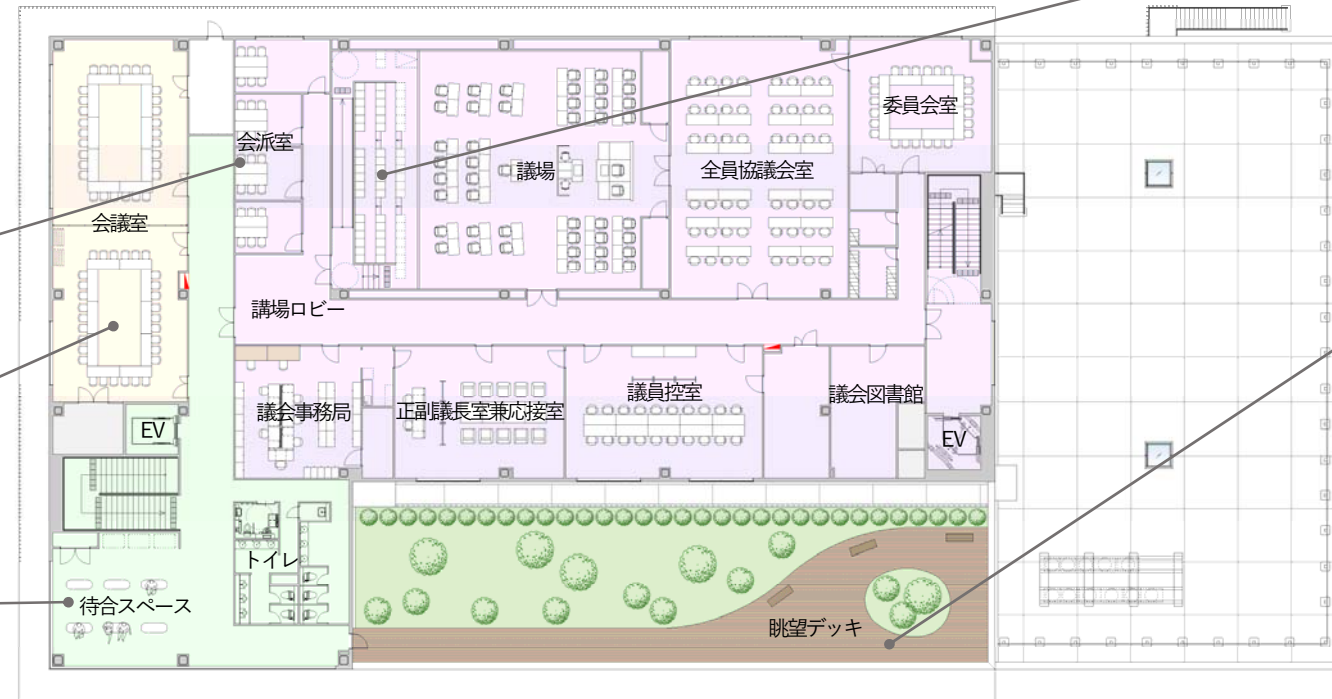 委員会室
会派室
議場
全員協議会室
会議室
講場ロビー
議会事務局
正副議長室兼応接室
議員控室
議会図書館
EV
EV
トイレ
待合スペース
眺望デッキ